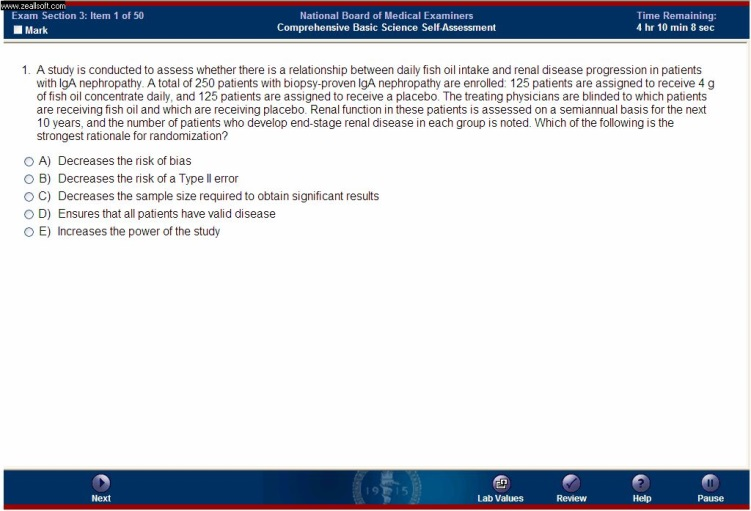 www.zeallsoft.com
Exam Section 3: Item 1 of 50
National Board of Medical Examiners
Time Remaining:
Mark
Comprehensive Basic Science Self-Assessment
4 hr 10 min 8 sec
1. A study is conducted to assess whether there is a relationship between daily fish oil intake and renal disease progression in patients
with IgA nephropathy. A total of 250 patients with biopsy-proven IgA nephropathy are enrolled: 125 patients are assigned to receive 4 g
of fish oil concentrate daily, and 125 patients are assigned to receive a placebo. The treating physicians are blinded to which patients
are receiving fish oil and which are receiving placebo. Renal function in these patients is assessed on a semiannual basis for the next
10 years, and the number of patients who develop end-stage renal disease in each group is noted. Which of the following is the
strongest rationale for randomization?
A) Decreases the risk of bias
B) Decreases the risk of a Type II error
C) Decreases the sample size required to obtain significant results
D) Ensures that all patients have valid disease
E) Increases the power of the study
19 15
Next
Lab Values
Review
Help
Pause